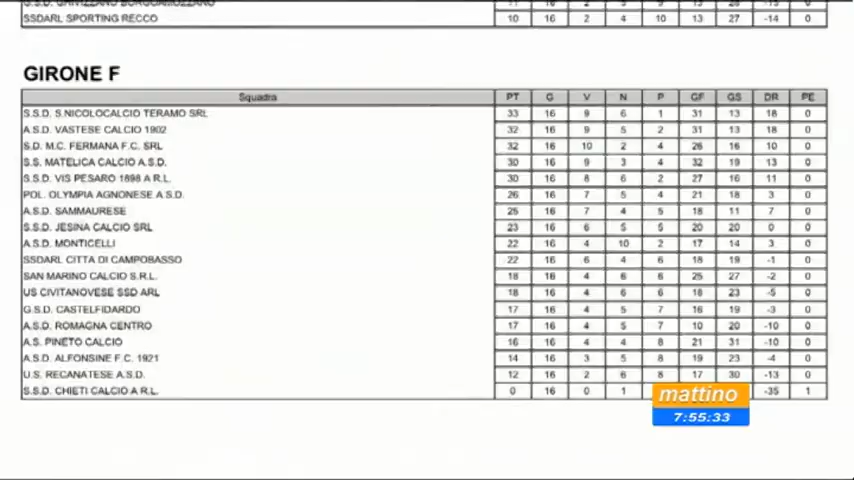 SSDARL SPORTING RECCO 10 16 2 4 10 13 27 -14 0
GIRONE F
Squadra PT G V N P GF GS DR PE
S.S.D. S.NICOLOCALCIO TERAMO SRL 33 16 9 6 1 31 13 18 0
A.S.D. VASTESE CALCIO 1902 32 16 9 5 2 31 13 18 0
S.D. M.C. FERMANA F.C. SRL 32 16 10 2 4 26 16 10 0
S.S. MATELICA CALCIO A.S.D. 30 16 9 3 4 32 19 13 0
S.S.D. VIS PESARO 1898 A R.L. 30 16 8 6 2 27 16 11 0
POL. OLYMPIA AGNONESE A S.D. 26 16 7 5 4 21 18 3 0
A.S.D. SAMMAURESE 25 16 7 4 5 18 11 7 0
S.S.D. JESINA CALCIO SRL 23 16 6 5 5 20 20 0 0
A.S.D. MONTICELLI 22 16 4 10 2 17 14 3 0
SSDARL CITTA DI CAMPOBASSO 22 16 6 4 6 18 19 -1 0
SAN MARINO CALCIO S.R.L. 18 16 4 6 6 25 27 -2 0
US CIVITANOVESE SSD ARL 18 16 4 6 6 18 23 -5 0
G.S.D. CASTELFIDARDO 17 16 4 5 7 16 19 -3 0
A.S.D. ROMAGNA CENTRO 17 16 4 5 7 10 20 -10 0
A.S. PINETO CALCIO 16 16 4 4 8 21 31 -10 0
A.S.D. ALFONSINE F.C. 1921 14 16 3 5 8 19 23 -4 0
U.S. RECANATESE A.S.D. 12 16 2 6 8 17 30 -13 0
S.S.D. CHIETI CALCIO A R.L. 0 16 0 1 -35 1
mattino
7:55:33